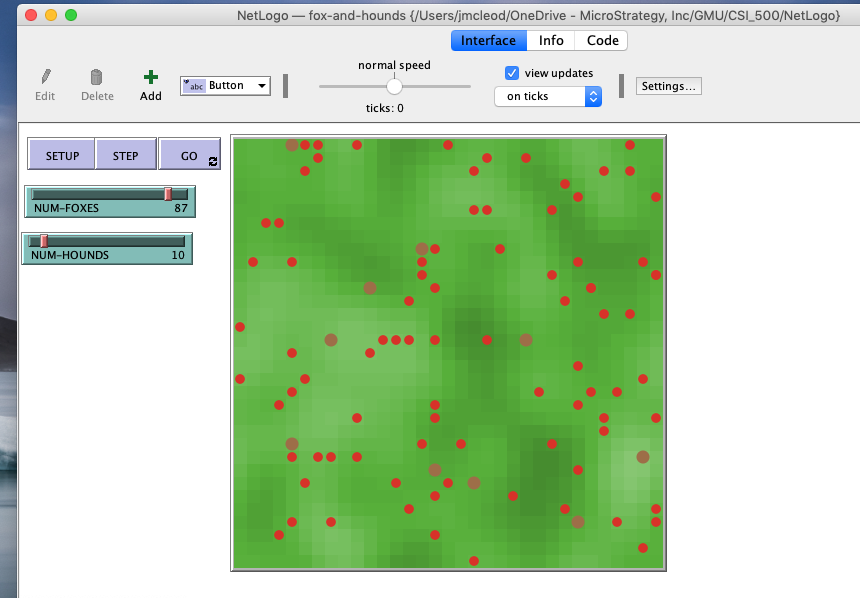 NetLogo — fox-and-hounds {/Users/jmcleod/OneDrive - MicroStrategy, Inc/GMU/CSI_500/NetLogo}
Interface Info Code
Edit Delete Add
abc Button
normal speed
ticks: 0
view updates
on ticks
Settings...
SETUP STEP GO
NUM-FOXES 87
NUM-HOUNDS 10